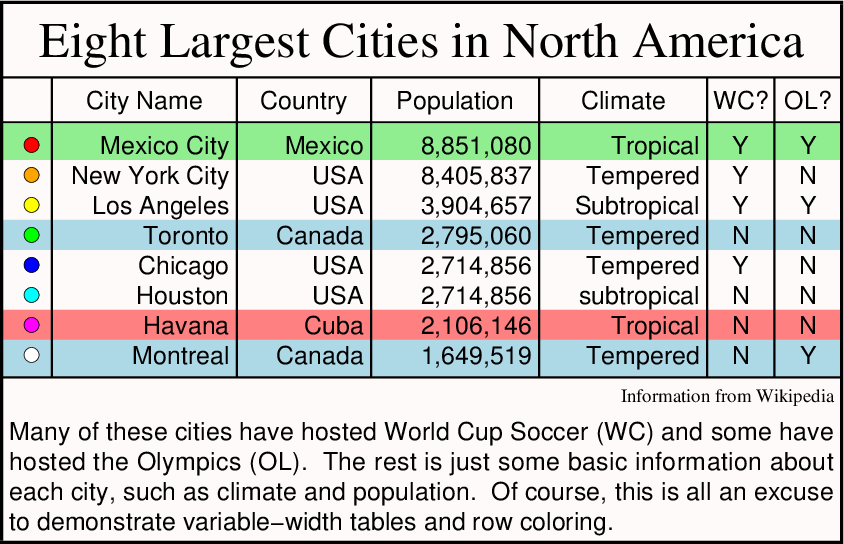 Eight Largest Cities in North America
City Name Country Population Climate WC? OL?
Mexico City Mexico 8,851,080 Tropical Y Y
New York City USA 8,405,837 Tempered Y N
Los Angeles USA 3,904,657 Subtropical Y Y
Toronto Canada 2,795,060 Tempered N N
Chicago USA 2,714,856 Tempered Y N
Houston USA 2,714,856 subtropical N N
Havana Cuba 2,106,146 Tropical N N
Montreal Canada 1,649,519 Tempered N Y
Information from Wikipedia
Many of these cities have hosted World Cup Soccer (WC) and some have
hosted the Olympics (OL). The rest is just some basic information about
each city, such as climate and population. Of course, this is all an excuse
to demonstrate variable−width tables and row coloring.